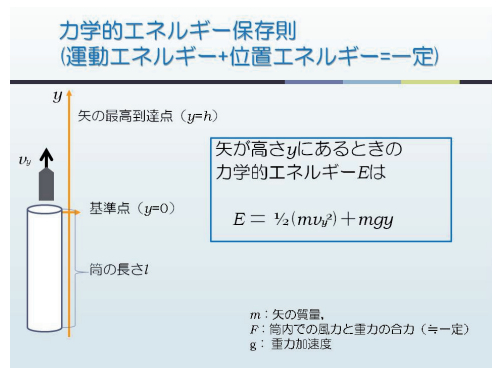 力学的エネルギー保存則
(運動エネルギー+位置エネルギー=一定)
y
矢の最高到達点（y=h）
v_y
矢が高さyにあるときの
力学的エネルギーEは
E＝ ½(mv_y²)＋mgy
基準点（y=0）
筒の長さl
m：矢の質量,
F：筒内での風力と重力の合力（≒一定）
g： 重力加速度